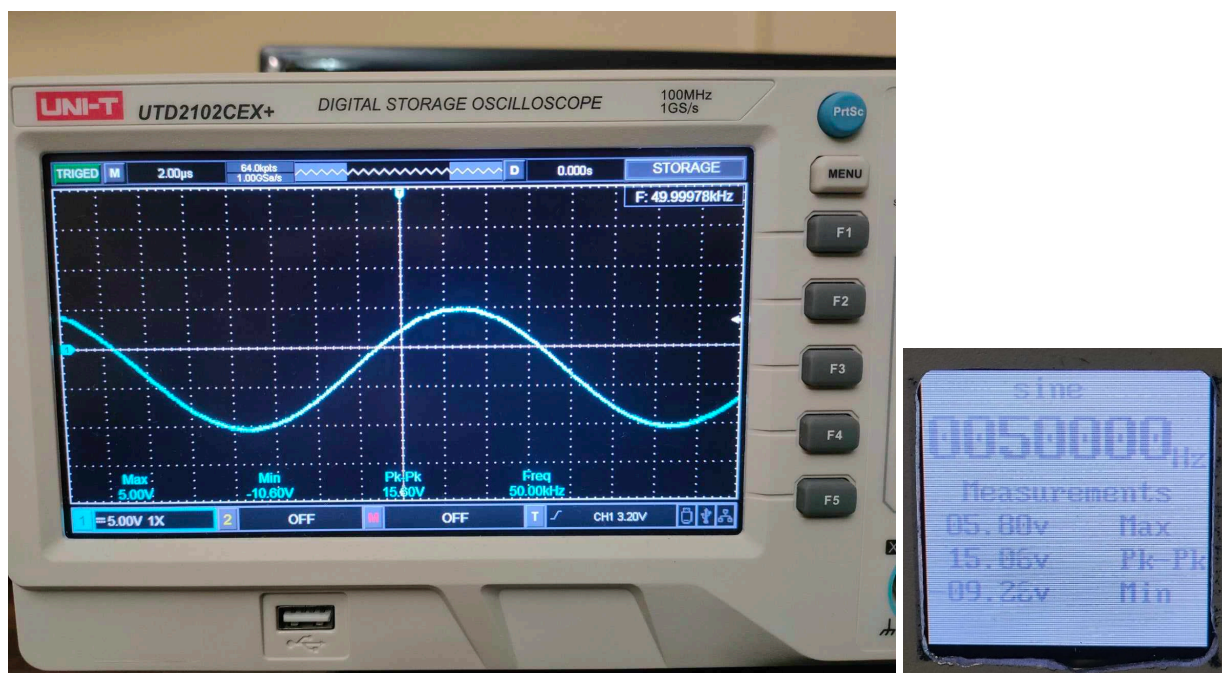 UNI-T UTD2102CEX+ DIGITAL STORAGE OSCILLOSCOPE 100MHz
1GS/s
PrtSc
TRIGED M 2.00μs 64.0kpts
1.00GSa/s
D 0.000s STORAGE
MENU
F: 49.99978kHz
F1
F2
F3
F4
F5
1
Max Min Pk-Pk Freq
5.00V -10.60V 15.60V 50.00kHz
1 5.00V 1X 2 OFF M OFF T CH1 3.20V
sine
0050000Hz
Measurements
05.80v Max
15.06v Pk-Pk
09.26v Min